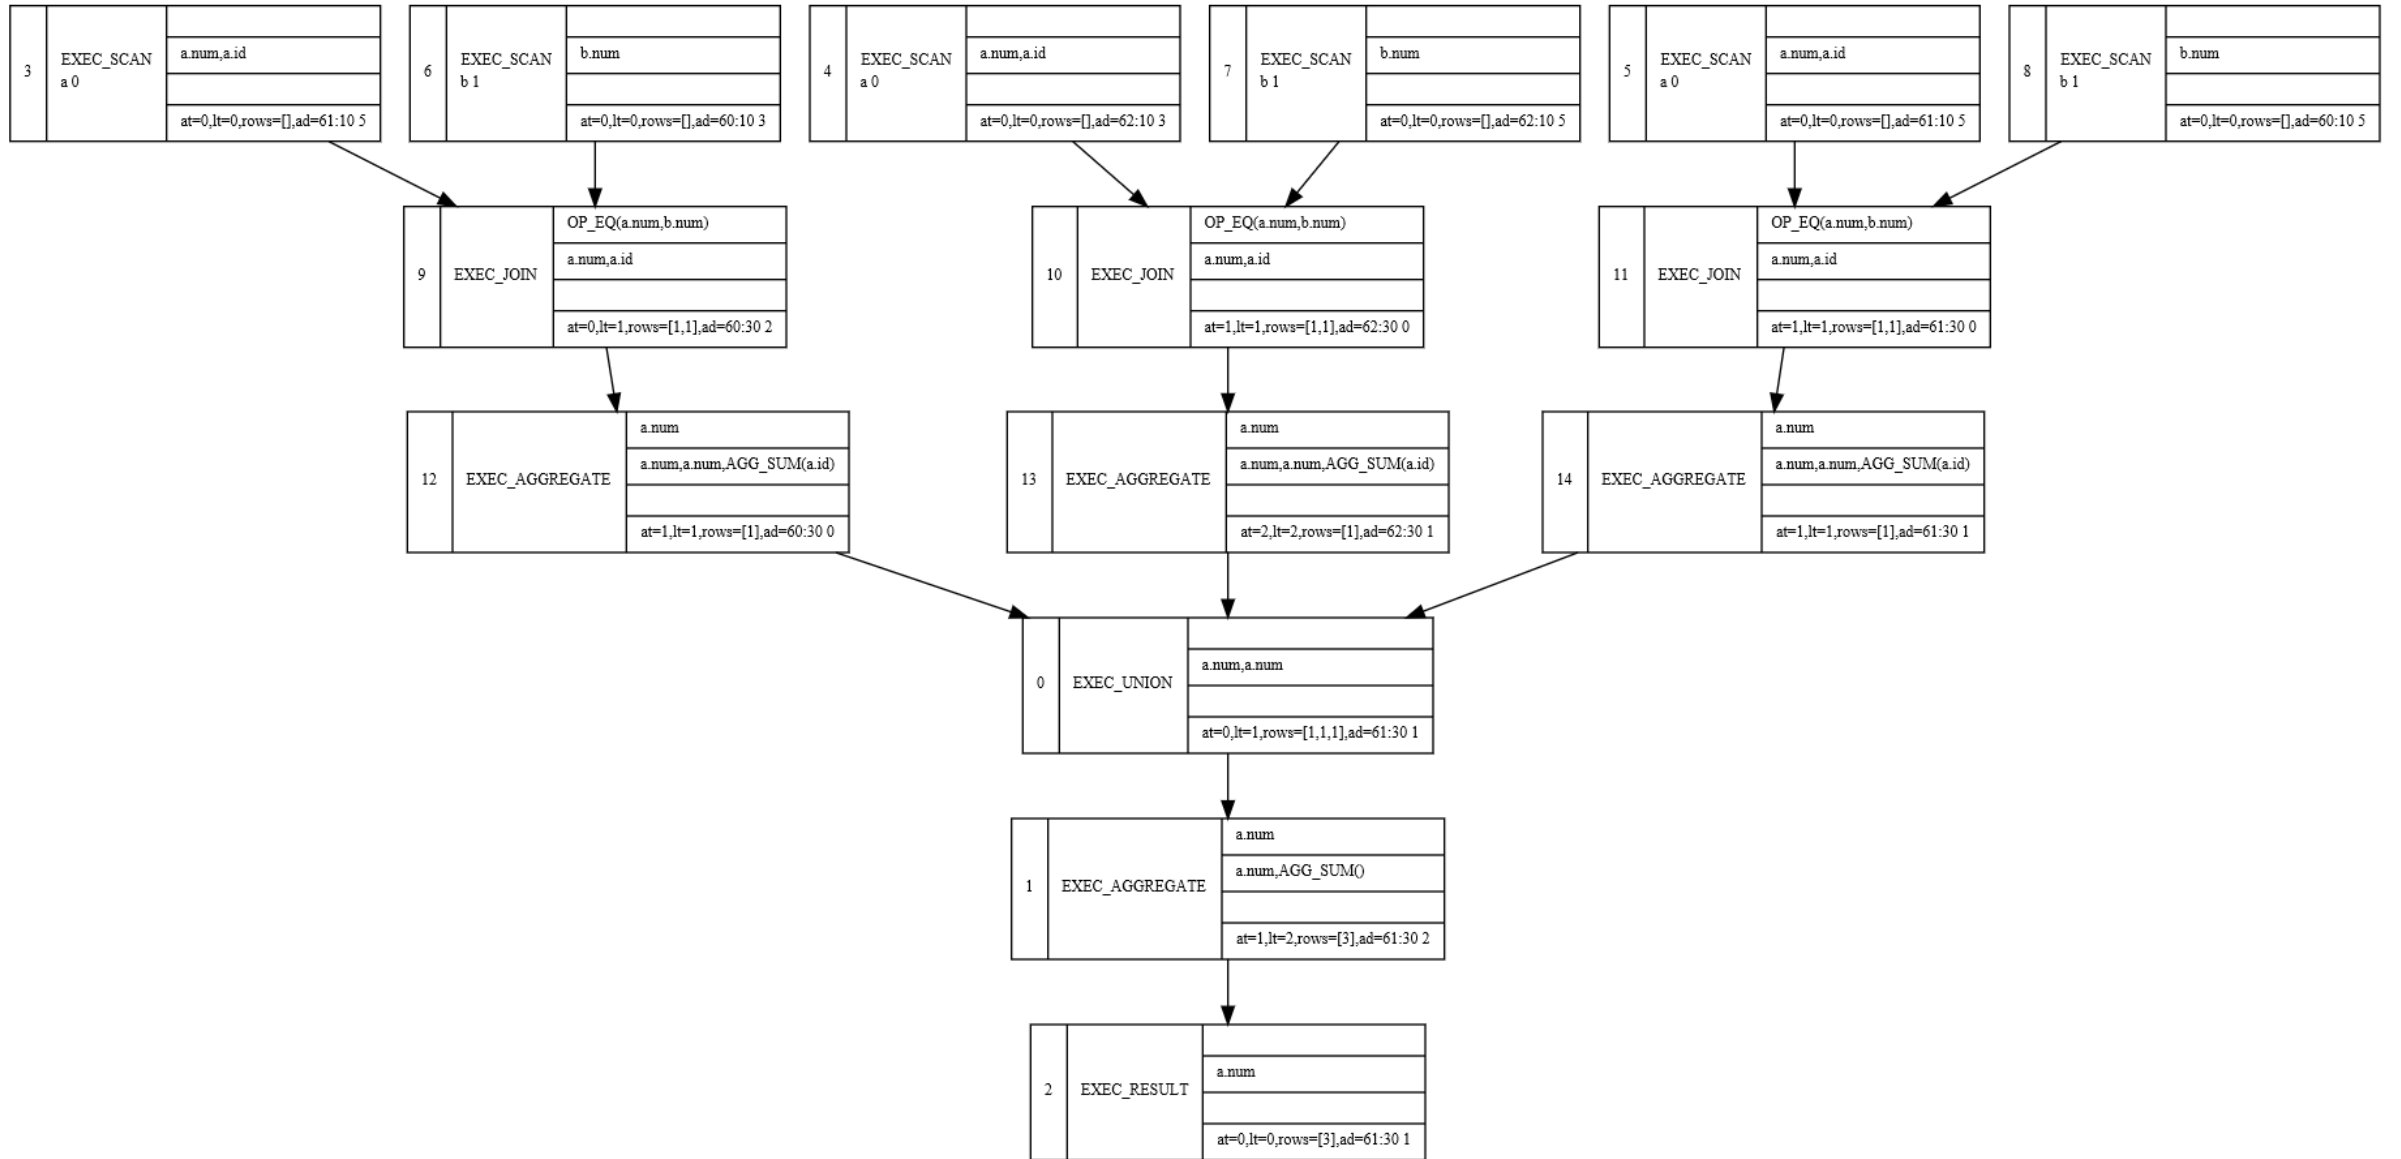 3
EXEC_SCAN
a 0
a.num,a.id
at=0,lt=0,rows=[],ad=61:10 5
6
EXEC_SCAN
b 1
b.num
at=0,lt=0,rows=[],ad=60:10 3
4
EXEC_SCAN
a 0
a.num,a.id
at=0,lt=0,rows=[],ad=62:10 3
7
EXEC_SCAN
b 1
b.num
at=0,lt=0,rows=[],ad=62:10 5
5
EXEC_SCAN
a 0
a.num,a.id
at=0,lt=0,rows=[],ad=61:10 5
8
EXEC_SCAN
b 1
b.num
at=0,lt=0,rows=[],ad=60:10 5
9
EXEC_JOIN
OP_EQ(a.num,b.num)
a.num,a.id
at=0,lt=1,rows=[1,1],ad=60:30 2
10
EXEC_JOIN
OP_EQ(a.num,b.num)
a.num,a.id
at=1,lt=1,rows=[1,1],ad=62:30 0
11
EXEC_JOIN
OP_EQ(a.num,b.num)
a.num,a.id
at=1,lt=1,rows=[1,1],ad=61:30 0
12
EXEC_AGGREGATE
a.num
a.num,a.num,AGG_SUM(a.id)
at=1,lt=1,rows=[1],ad=60:30 0
13
EXEC_AGGREGATE
a.num
a.num,a.num,AGG_SUM(a.id)
at=2,lt=2,rows=[1],ad=62:30 1
14
EXEC_AGGREGATE
a.num
a.num,a.num,AGG_SUM(a.id)
at=1,lt=1,rows=[1],ad=61:30 1
0
EXEC_UNION
a.num,a.num
at=0,lt=1,rows=[1,1,1],ad=61:30 1
1
EXEC_AGGREGATE
a.num
a.num,AGG_SUM()
at=1,lt=2,rows=[3],ad=61:30 2
2
EXEC_RESULT
a.num
at=0,lt=0,rows=[3],ad=61:30 1